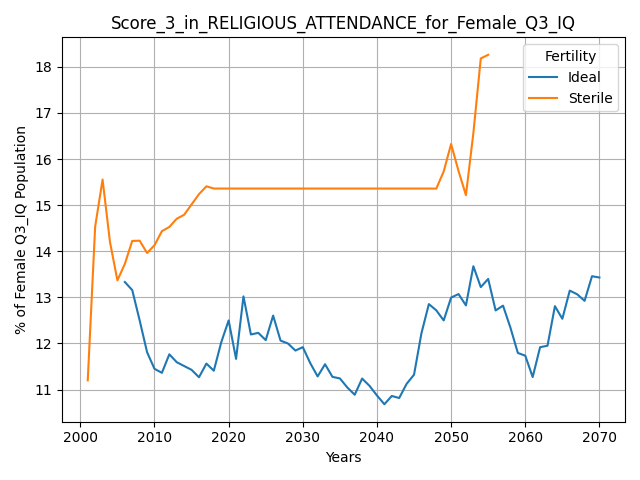 Score_3_in_RELIGIOUS_ATTENDANCE_for_Female_Q3_IQ
Fertility
Ideal
Sterile
% of Female Q3_IQ Population
18
17
16
15
14
13
12
11
2000 2010 2020 2030 2040 2050 2060 2070
Years